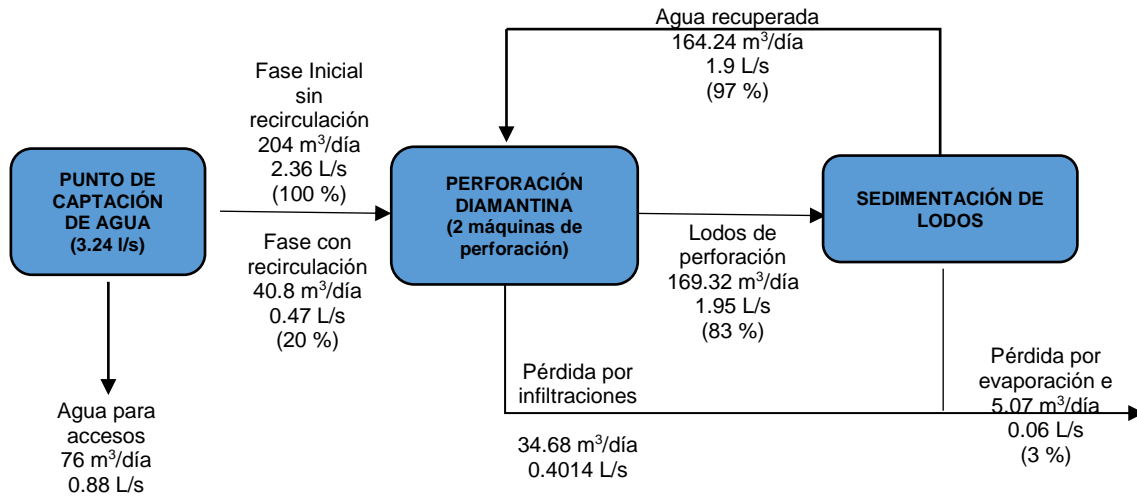 Agua recuperada
164.24 m³/día
1.9 L/s
(97 %)
Fase Inicial
sin
recirculación
204 m³/día
2.36 L/s
(100 %)
PUNTO DE
CAPTACIÓN
DE AGUA
(3.24 l/s)
PERFORACIÓN
DIAMANTINA
(2 máquinas de
perforación)
SEDIMENTACIÓN DE
LODOS
Fase con
recirculación
40.8 m³/día
0.47 L/s
(20 %)
Lodos de
perforación
169.32 m³/día
1.95 L/s
(83 %)
Agua para
accesos
76 m³/día
0.88 L/s
Pérdida por
infiltraciones
34.68 m³/día
0.4014 L/s
Pérdida por
evaporación e
5.07 m³/día
0.06 L/s
(3 %)